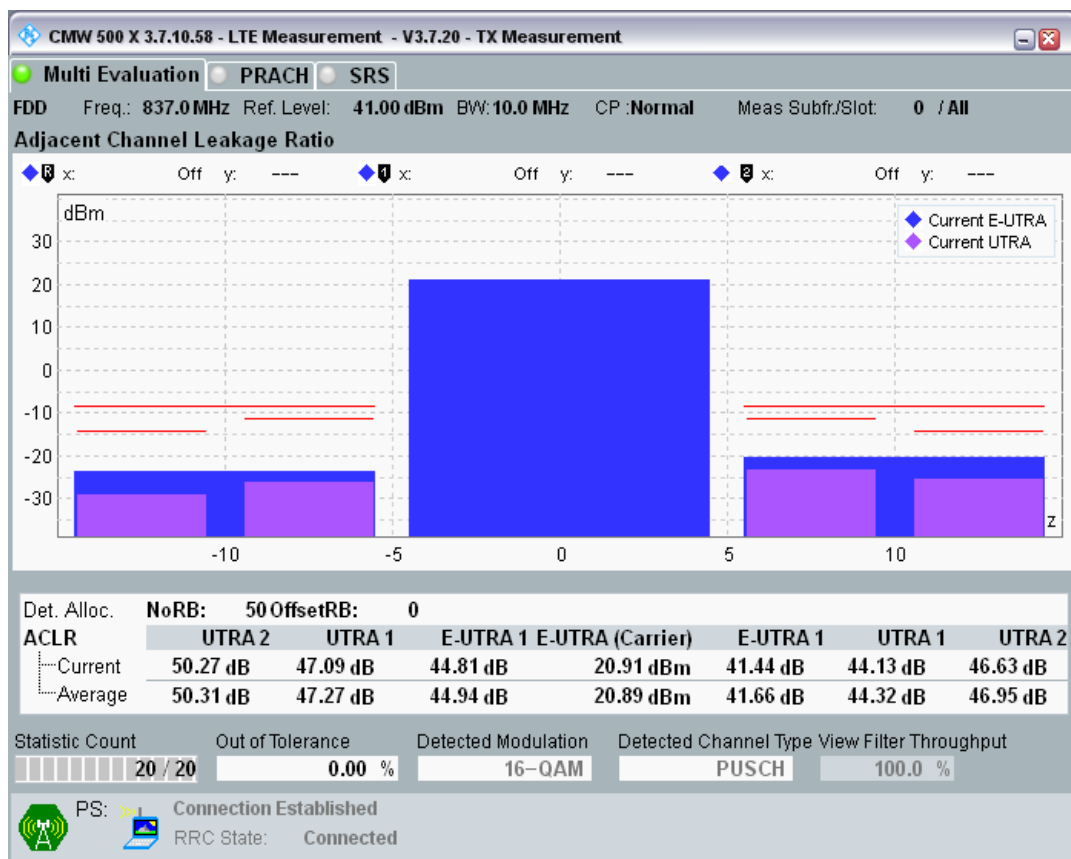 CMW 500 X 3.7.10.58 - LTE Measurement - V3.7.20 - TX Measurement
Multi Evaluation PRACH SRS
FDD Freq.: 837.0 MHz Ref. Level: 41.00 dBm BW: 10.0 MHz CP :Normal Meas Subfr./Slot: 0 / All
Adjacent Channel Leakage Ratio
R x: Off y: --- 1 x: Off y: --- 2 x: Off y: ---
dBm
Current E-UTRA
Current UTRA
30
20
10
0
-10
-20
-30
z
-10 -5 0 5 10
Det. Alloc. NoRB: 50 OffsetRB: 0
ACLR UTRA 2 UTRA 1 E-UTRA 1 E-UTRA (Carrier) E-UTRA 1 UTRA 1 UTRA 2
Current 50.27 dB 47.09 dB 44.81 dB 20.91 dBm 41.44 dB 44.13 dB 46.63 dB
Average 50.31 dB 47.27 dB 44.94 dB 20.89 dBm 41.66 dB 44.32 dB 46.95 dB
Statistic Count Out of Tolerance Detected Modulation Detected Channel Type View Filter Throughput
20 / 20 0.00 % 16-QAM PUSCH 100.0 %
PS: Connection Established
RRC State: Connected